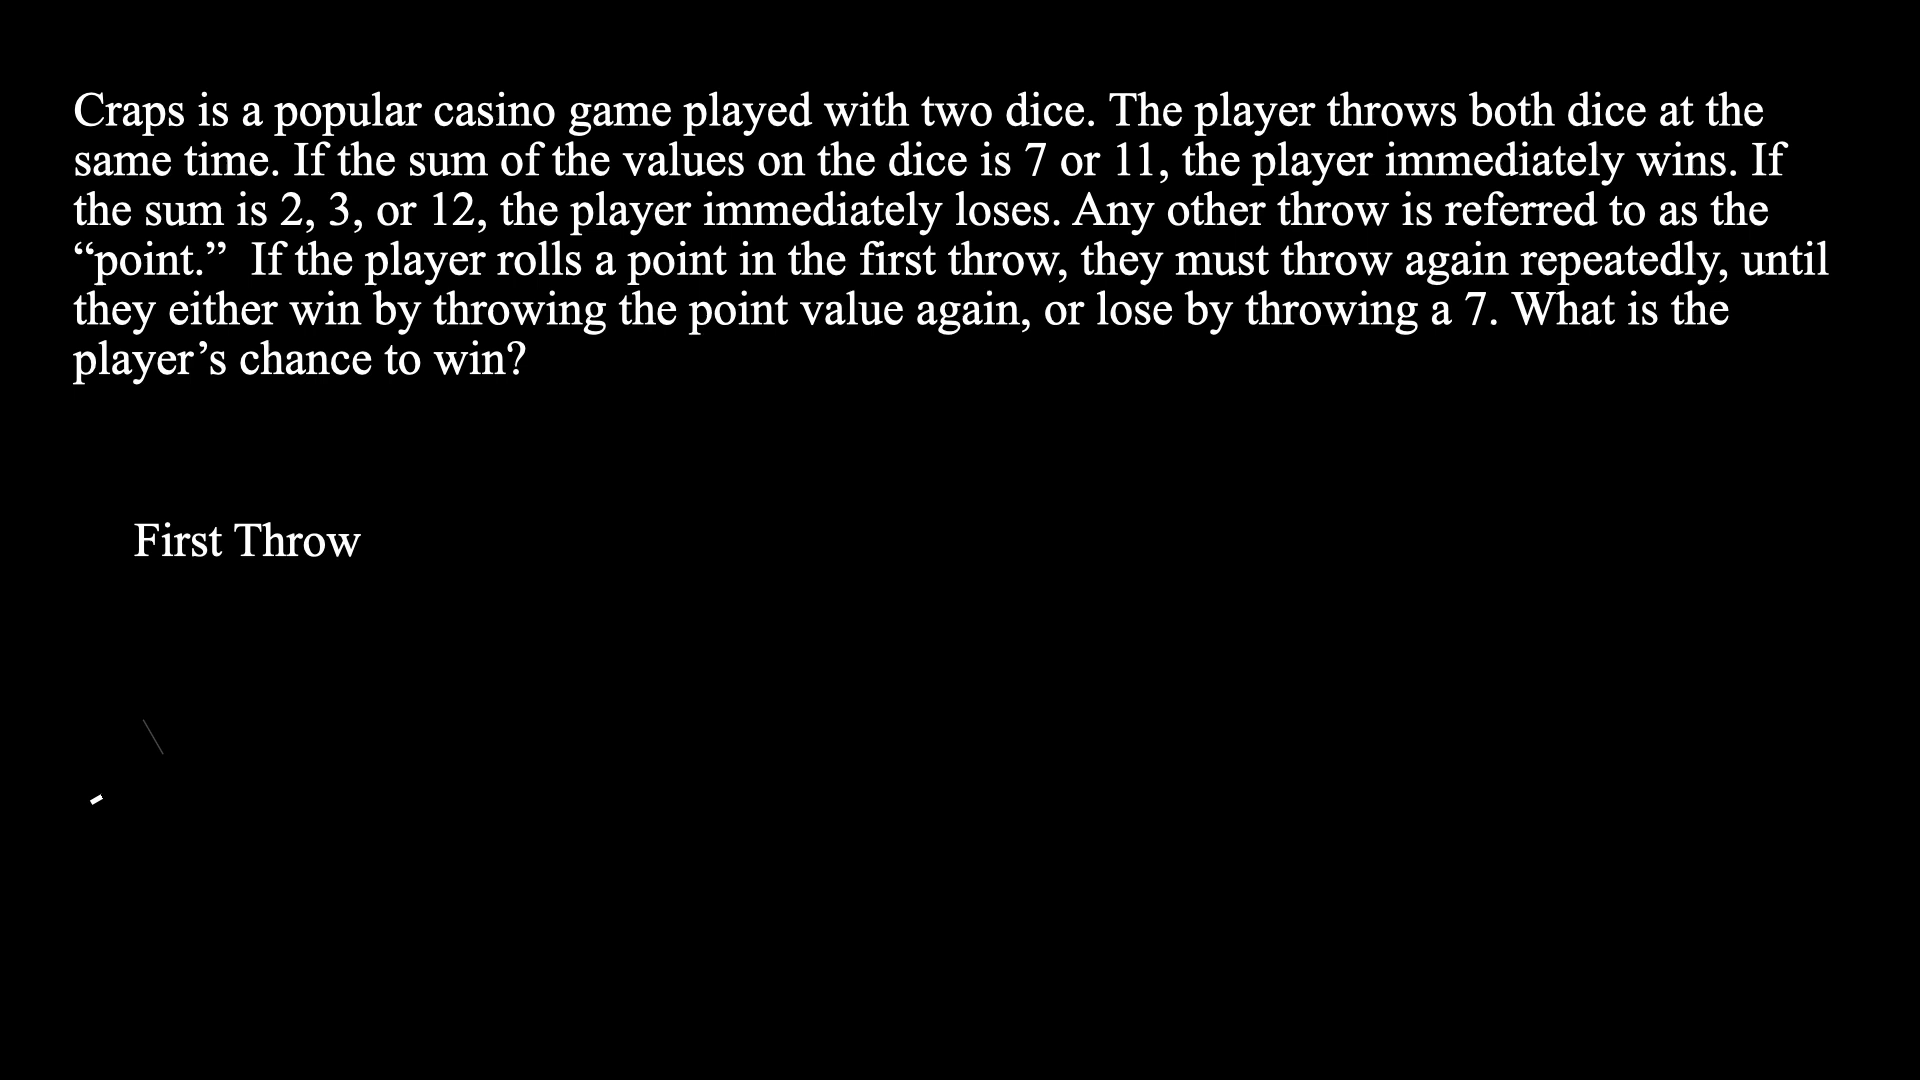 Craps is a popular casino game played with two dice. The player throws both dice at the
same time. If the sum of the values on the dice is 7 or 11, the player immediately wins. If
the sum is 2, 3, or 12, the player immediately loses. Any other throw is referred to as the
“point.”  If the player rolls a point in the first throw, they must throw again repeatedly, until
they either win by throwing the point value again, or lose by throwing a 7. What is the
player’s chance to win?
First Throw